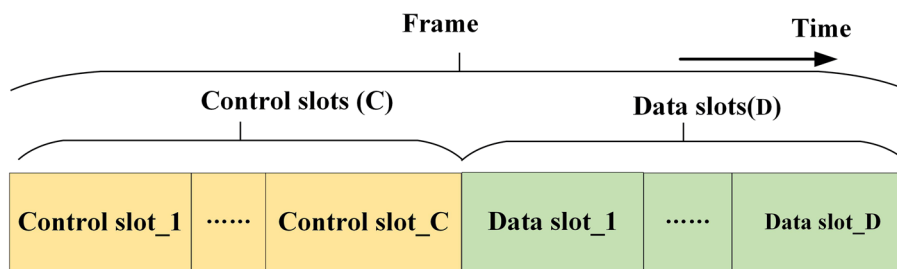 Frame
Time
Control slots (C)
Data slots(D)
Control slot_1 ...... Control slot_C Data slot_1 ...... Data slot_D